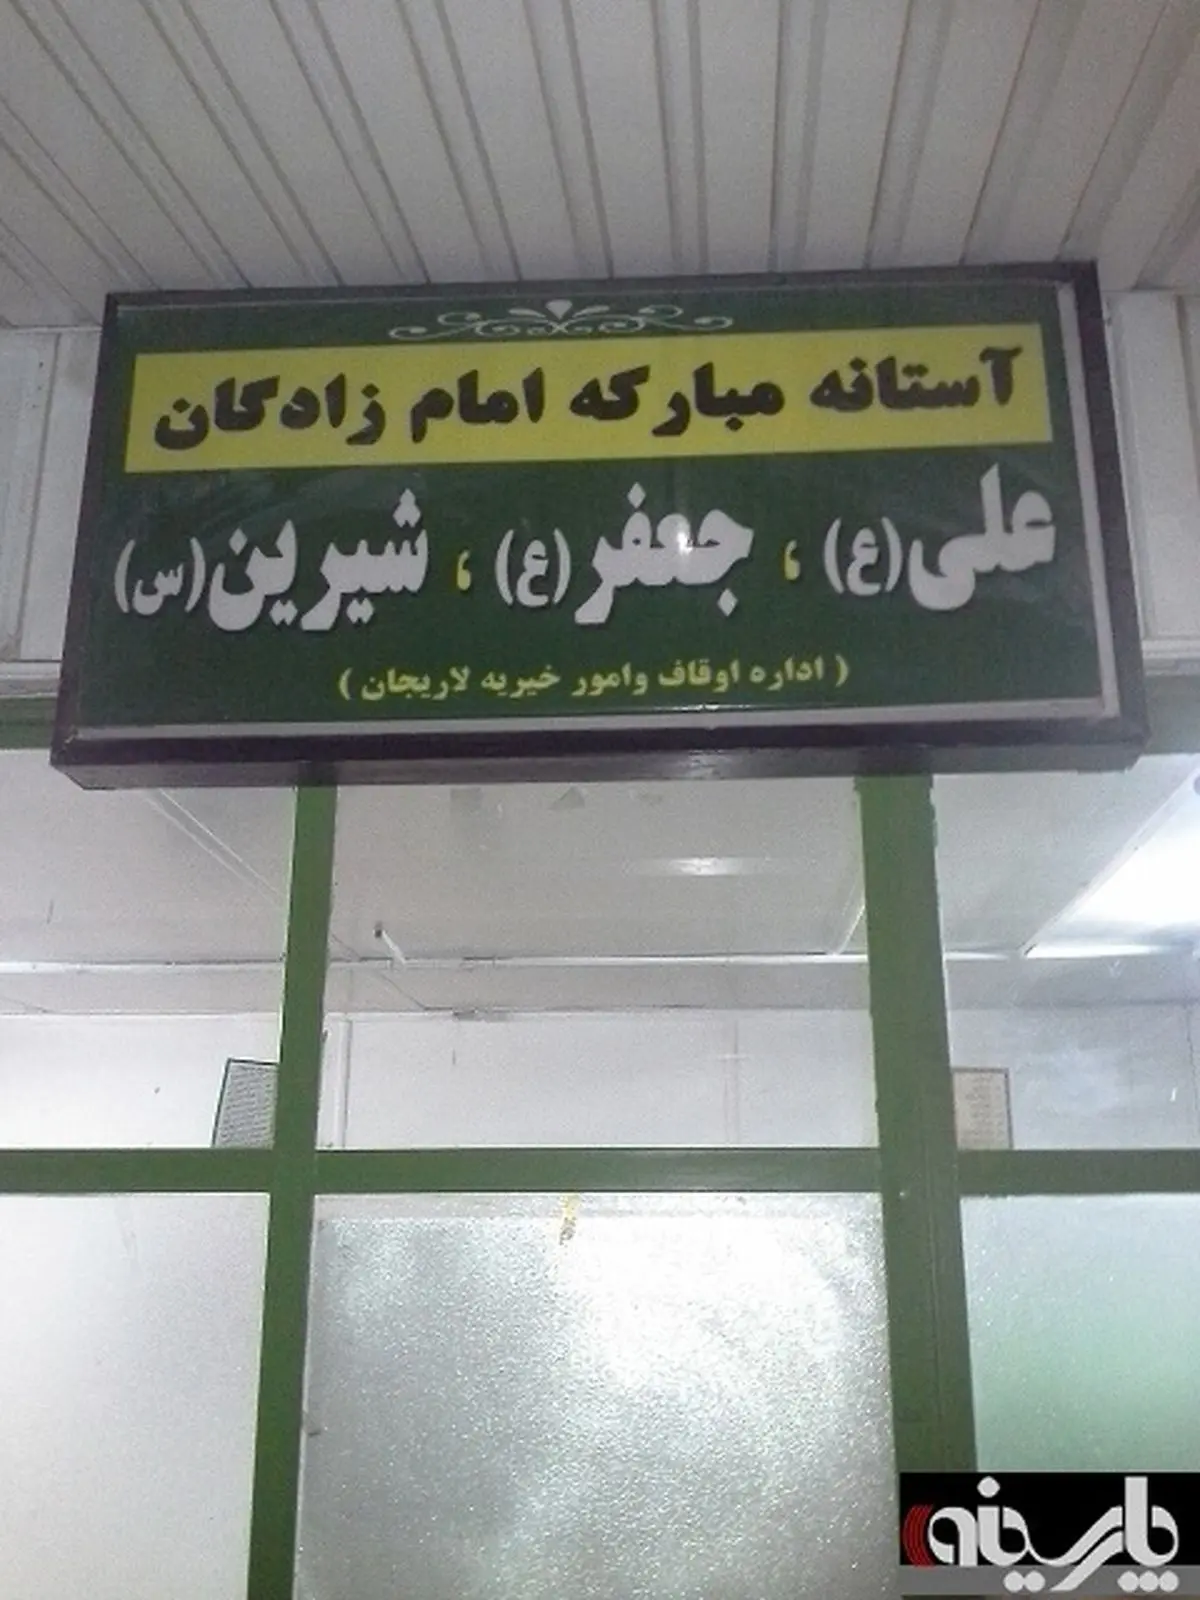 آستانه مبارکه امام زادگان
علی(ع) ، جعفر(ع) ، شیرین(س)
( اداره اوقاف وامور خیریه لاریجان )
پارسینه